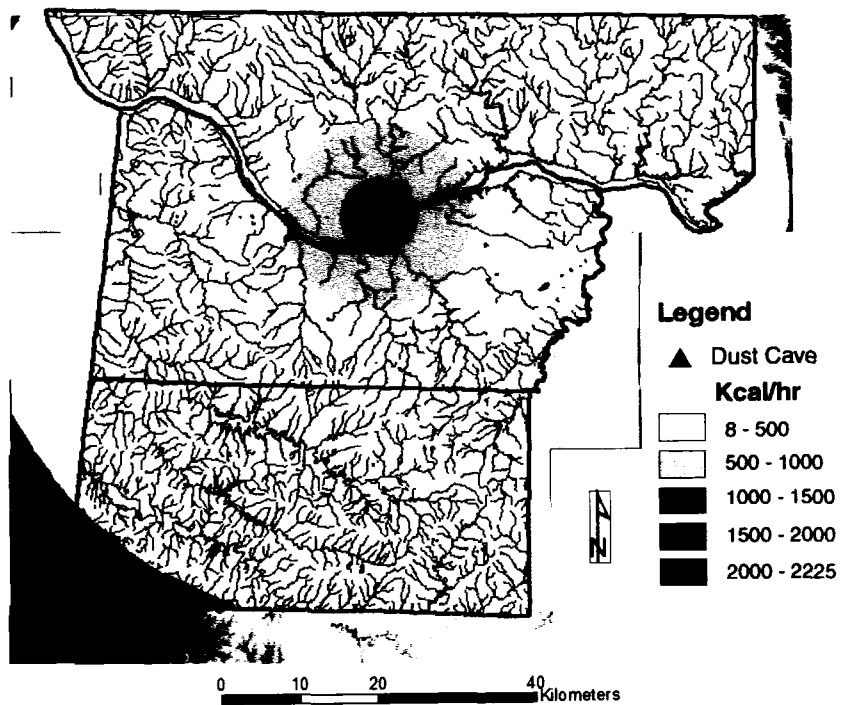 Legend
Dust Cave
Kcal/hr
8 - 500
500 - 1000
1000 - 1500
1500 - 2000
2000 - 2225
N
0 10 20 40 Kilometers